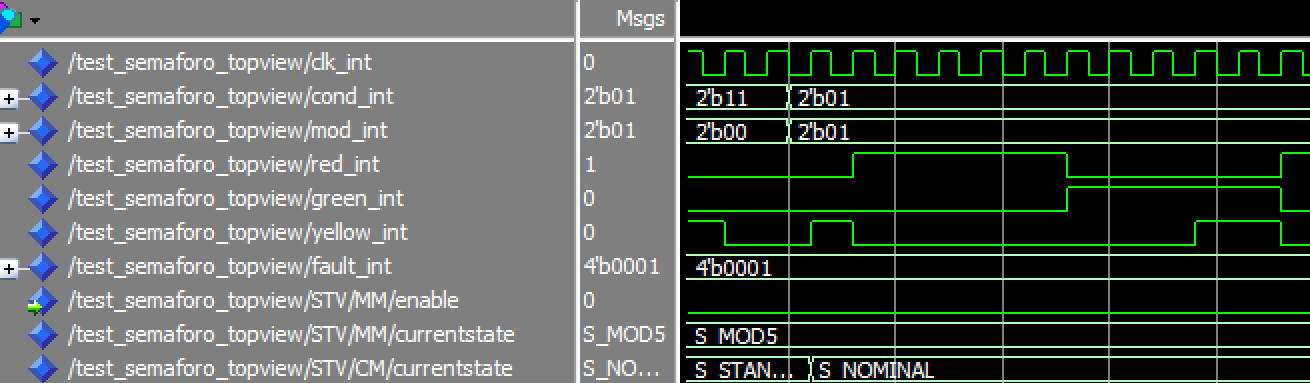 Msgs
/test_semaforo_topview/clk_int 0
/test_semaforo_topview/cond_int 2'b01 2'b11 2'b01
/test_semaforo_topview/mod_int 2'b01 2'b00 2'b01
/test_semaforo_topview/red_int 1
/test_semaforo_topview/green_int 0
/test_semaforo_topview/yellow_int 0
/test_semaforo_topview/fault_int 4'b0001 4'b0001
/test_semaforo_topview/STV/MM/enable 0
/test_semaforo_topview/STV/MM/currentstate S_MOD5 S_MOD5
/test_semaforo_topview/STV/CM/currentstate S_NO... S_STAN... S_NOMINAL